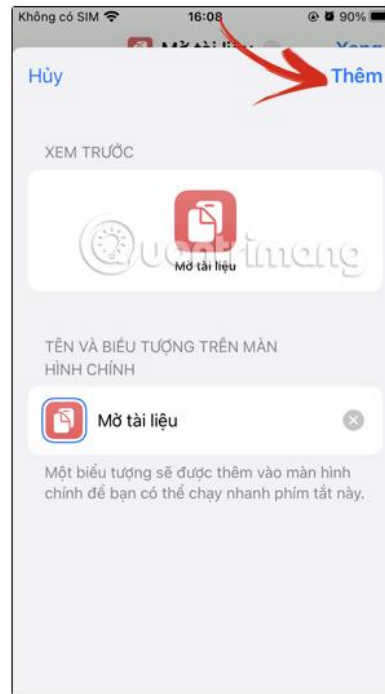 Không có SIM 16:08 90%
Mở tài liệu Xong
Hủy Thêm
XEM TRƯỚC
Quantrimang
Mở tài liệu
TÊN VÀ BIỂU TƯỢNG TRÊN MÀN
HÌNH CHÍNH
Mở tài liệu
Một biểu tượng sẽ được thêm vào màn hình
chính để bạn có thể chạy nhanh phím tắt này.